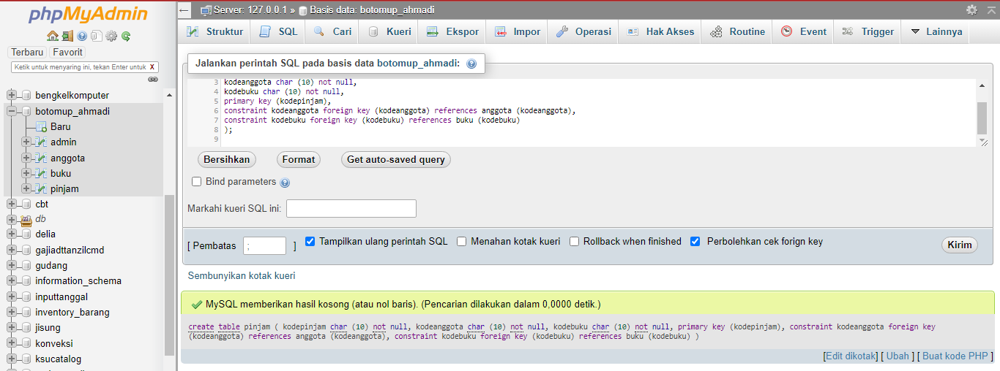 phpMyAdmin
Terbaru Favorit
Ketik untuk menyaring ini, tekan Enter untuk X
bengkelkomputer
botomup_ahmadi
Baru
admin
anggota
buku
pinjam
cbt
db
delia
gajiadttanzilcmd
gudang
information_schema
inputtanggal
inventory_barang
jisung
konveksi
ksucatalog
Server: 127.0.0.1 » Basis data: botomup_ahmadi
Struktur SQL Cari Kueri Ekspor Impor Operasi Hak Akses Routine Event Trigger Lainnya
Jalankan perintah SQL pada basis data botomup_ahmadi:
3 kodeanggota char (10) not null,
4 kodebuku char (10) not null,
5 primary key (kodepinjam),
6 constraint kodeanggota foreign key (kodeanggota) references anggota (kodeanggota),
7 constraint kodebuku foreign key (kodebuku) references buku (kodebuku)
8 );
9
Bersihkan Format Get auto-saved query
Bind parameters
Markahi kueri SQL ini:
[ Pembatas ; ] Tampilkan ulang perintah SQL Menahan kotak kueri Rollback when finished Perbolehkan cek forign key Kirim
Sembunyikan kotak kueri
MySQL memberikan hasil kosong (atau nol baris). (Pencarian dilakukan dalam 0,0000 detik.)
create table pinjam ( kodepinjam char (10) not null, kodeanggota char (10) not null, kodebuku char (10) not null, primary key (kodepinjam), constraint kodeanggota foreign key
(kodeanggota) references anggota (kodeanggota), constraint kodebuku foreign key (kodebuku) references buku (kodebuku) )
[Edit dikotak] [ Ubah ] [ Buat kode PHP ]